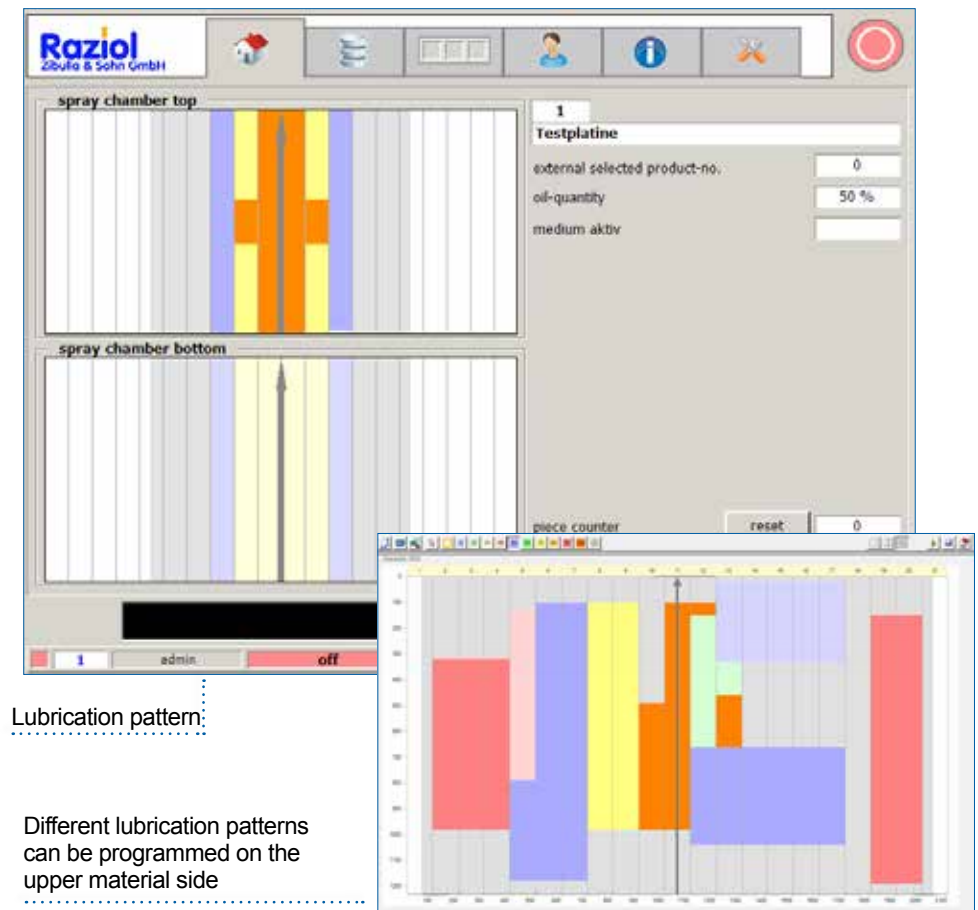 Raziol
Zibulla & Sohn GmbH
spray chamber top
1
Testplatine
external selected product-no.
0
oil-quantity
50 %
medium aktiv
spray chamber bottom
piece counter
reset
0
1
admin
off
Lubrication pattern
Different lubrication patterns
can be programmed on the
upper material side